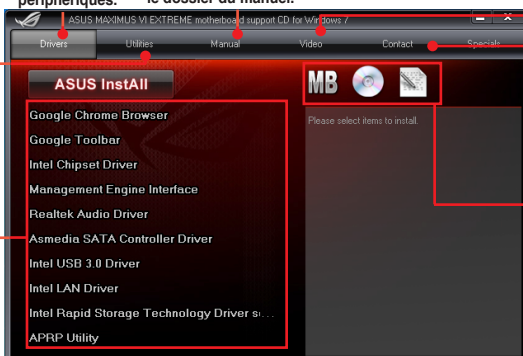 périphériques.
le dossier du manuel.
ASUS MAXIMUS VI EXTREME motherboard support CD for Windows 7
Drivers Utilities Manual Video Contact Specials
ASUS InstAll
MB
Please select items to install.
Google Chrome Browser
Google Toolbar
Intel Chipset Driver
Management Engine Interface
Realtek Audio Driver
Asmedia SATA Controller Driver
Intel USB 3.0 Driver
Intel LAN Driver
Intel Rapid Storage Technology Driver s...
APRP Utility